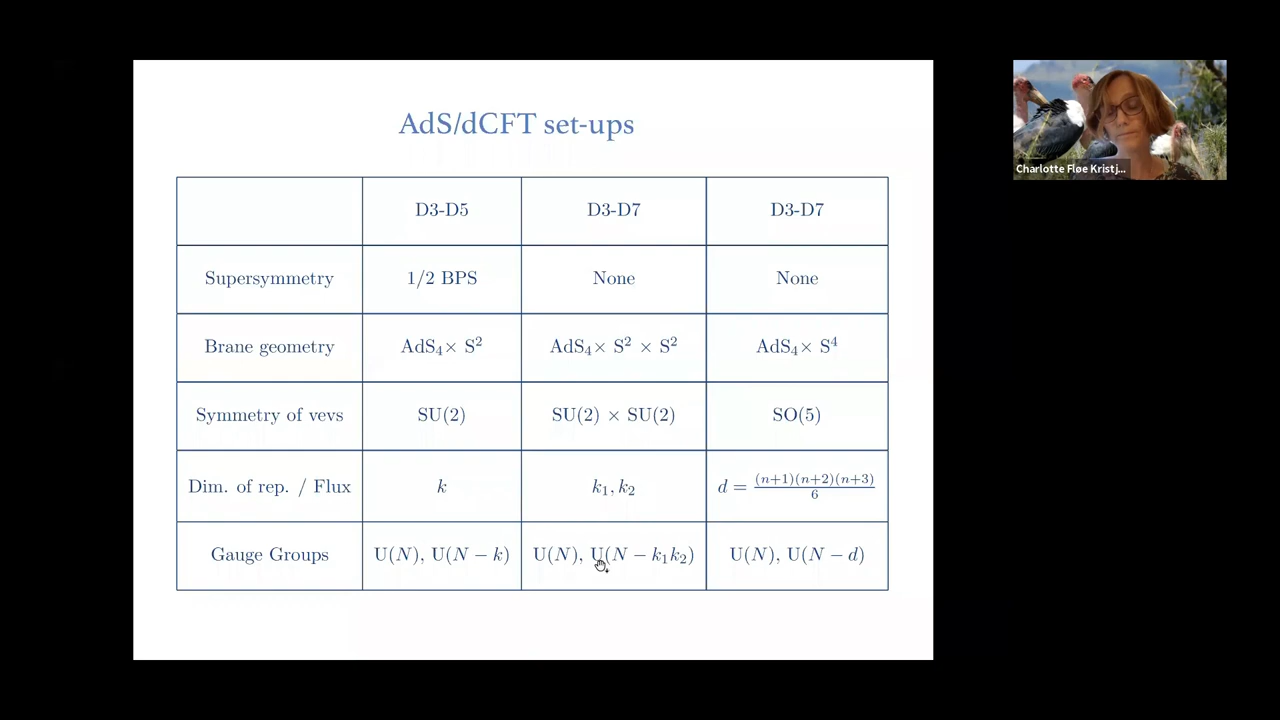 AdS/dCFT set-ups
D3-D5 D3-D7 D3-D7
Supersymmetry 1/2 BPS None None
Brane geometry AdS₄× S² AdS₄× S² × S² AdS₄× S⁴
Symmetry of vevs SU(2) SU(2) × SU(2) SO(5)
Dim. of rep. / Flux k k₁, k₂ d = (n+1)(n+2)(n+3)/6
Gauge Groups U(N), U(N − k) U(N), U(N − k₁k₂) U(N), U(N − d)
Charlotte Fløe Kristj...